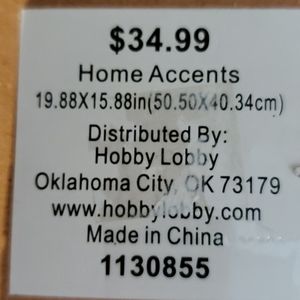 $34.99
Home Accents
19.88X15.88in(50.50X40.34cm)
Distributed By:
Hobby Lobby
Oklahoma City, OK 73179
www.hobbylobby.com
Made in China
1130855